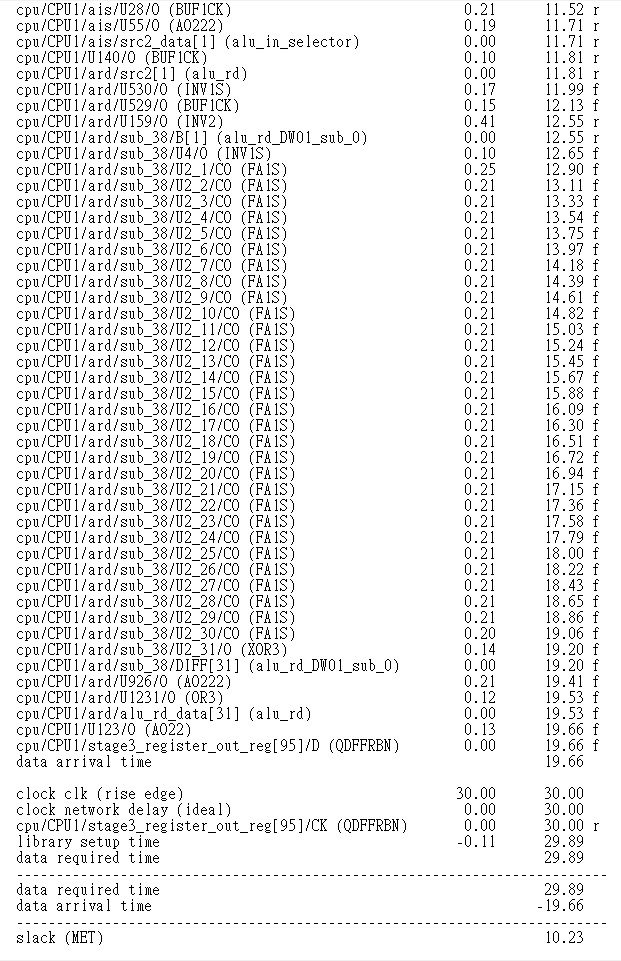 cpu/CPU1/ais/U28/O (BUF1CK) 0.21 11.52 r
cpu/CPU1/ais/U55/O (AO222) 0.19 11.71 r
cpu/CPU1/ais/src2_data[1] (alu_in_selector) 0.00 11.71 r
cpu/CPU1/U140/O (BUF1CK) 0.10 11.81 r
cpu/CPU1/ard/src2[1] (alu_rd) 0.00 11.81 r
cpu/CPU1/ard/U530/O (INV1S) 0.17 11.99 f
cpu/CPU1/ard/U529/O (BUF1CK) 0.15 12.13 f
cpu/CPU1/ard/U159/O (INV2) 0.41 12.55 r
cpu/CPU1/ard/sub_38/B[1] (alu_rd_DW01_sub_0) 0.00 12.55 r
cpu/CPU1/ard/sub_38/U4/O (INV1S) 0.10 12.65 f
cpu/CPU1/ard/sub_38/U2_1/CO (FA1S) 0.25 12.90 f
cpu/CPU1/ard/sub_38/U2_2/CO (FA1S) 0.21 13.11 f
cpu/CPU1/ard/sub_38/U2_3/CO (FA1S) 0.21 13.33 f
cpu/CPU1/ard/sub_38/U2_4/CO (FA1S) 0.21 13.54 f
cpu/CPU1/ard/sub_38/U2_5/CO (FA1S) 0.21 13.75 f
cpu/CPU1/ard/sub_38/U2_6/CO (FA1S) 0.21 13.97 f
cpu/CPU1/ard/sub_38/U2_7/CO (FA1S) 0.21 14.18 f
cpu/CPU1/ard/sub_38/U2_8/CO (FA1S) 0.21 14.39 f
cpu/CPU1/ard/sub_38/U2_9/CO (FA1S) 0.21 14.61 f
cpu/CPU1/ard/sub_38/U2_10/CO (FA1S) 0.21 14.82 f
cpu/CPU1/ard/sub_38/U2_11/CO (FA1S) 0.21 15.03 f
cpu/CPU1/ard/sub_38/U2_12/CO (FA1S) 0.21 15.24 f
cpu/CPU1/ard/sub_38/U2_13/CO (FA1S) 0.21 15.45 f
cpu/CPU1/ard/sub_38/U2_14/CO (FA1S) 0.21 15.67 f
cpu/CPU1/ard/sub_38/U2_15/CO (FA1S) 0.21 15.88 f
cpu/CPU1/ard/sub_38/U2_16/CO (FA1S) 0.21 16.09 f
cpu/CPU1/ard/sub_38/U2_17/CO (FA1S) 0.21 16.30 f
cpu/CPU1/ard/sub_38/U2_18/CO (FA1S) 0.21 16.51 f
cpu/CPU1/ard/sub_38/U2_19/CO (FA1S) 0.21 16.72 f
cpu/CPU1/ard/sub_38/U2_20/CO (FA1S) 0.21 16.94 f
cpu/CPU1/ard/sub_38/U2_21/CO (FA1S) 0.21 17.15 f
cpu/CPU1/ard/sub_38/U2_22/CO (FA1S) 0.21 17.36 f
cpu/CPU1/ard/sub_38/U2_23/CO (FA1S) 0.21 17.58 f
cpu/CPU1/ard/sub_38/U2_24/CO (FA1S) 0.21 17.79 f
cpu/CPU1/ard/sub_38/U2_25/CO (FA1S) 0.21 18.00 f
cpu/CPU1/ard/sub_38/U2_26/CO (FA1S) 0.21 18.22 f
cpu/CPU1/ard/sub_38/U2_27/CO (FA1S) 0.21 18.43 f
cpu/CPU1/ard/sub_38/U2_28/CO (FA1S) 0.21 18.65 f
cpu/CPU1/ard/sub_38/U2_29/CO (FA1S) 0.21 18.86 f
cpu/CPU1/ard/sub_38/U2_30/CO (FA1S) 0.20 19.06 f
cpu/CPU1/ard/sub_38/U2_31/O (XOR3) 0.14 19.20 f
cpu/CPU1/ard/sub_38/DIFF[31] (alu_rd_DW01_sub_0) 0.00 19.20 f
cpu/CPU1/ard/U926/O (AO222) 0.21 19.41 f
cpu/CPU1/ard/U1231/O (OR3) 0.12 19.53 f
cpu/CPU1/ard/alu_rd_data[31] (alu_rd) 0.00 19.53 f
cpu/CPU1/U123/O (AO22) 0.13 19.66 f
cpu/CPU1/stage3_register_out_reg[95]/D (QDFFRBN) 0.00 19.66 f
data arrival time 19.66
clock clk (rise edge) 30.00 30.00
clock network delay (ideal) 0.00 30.00
cpu/CPU1/stage3_register_out_reg[95]/CK (QDFFRBN) 0.00 30.00 r
library setup time -0.11 29.89
data required time 29.89
--------------------------------------------------------------------------
data required time 29.89
data arrival time -19.66
--------------------------------------------------------------------------
slack (MET) 10.23